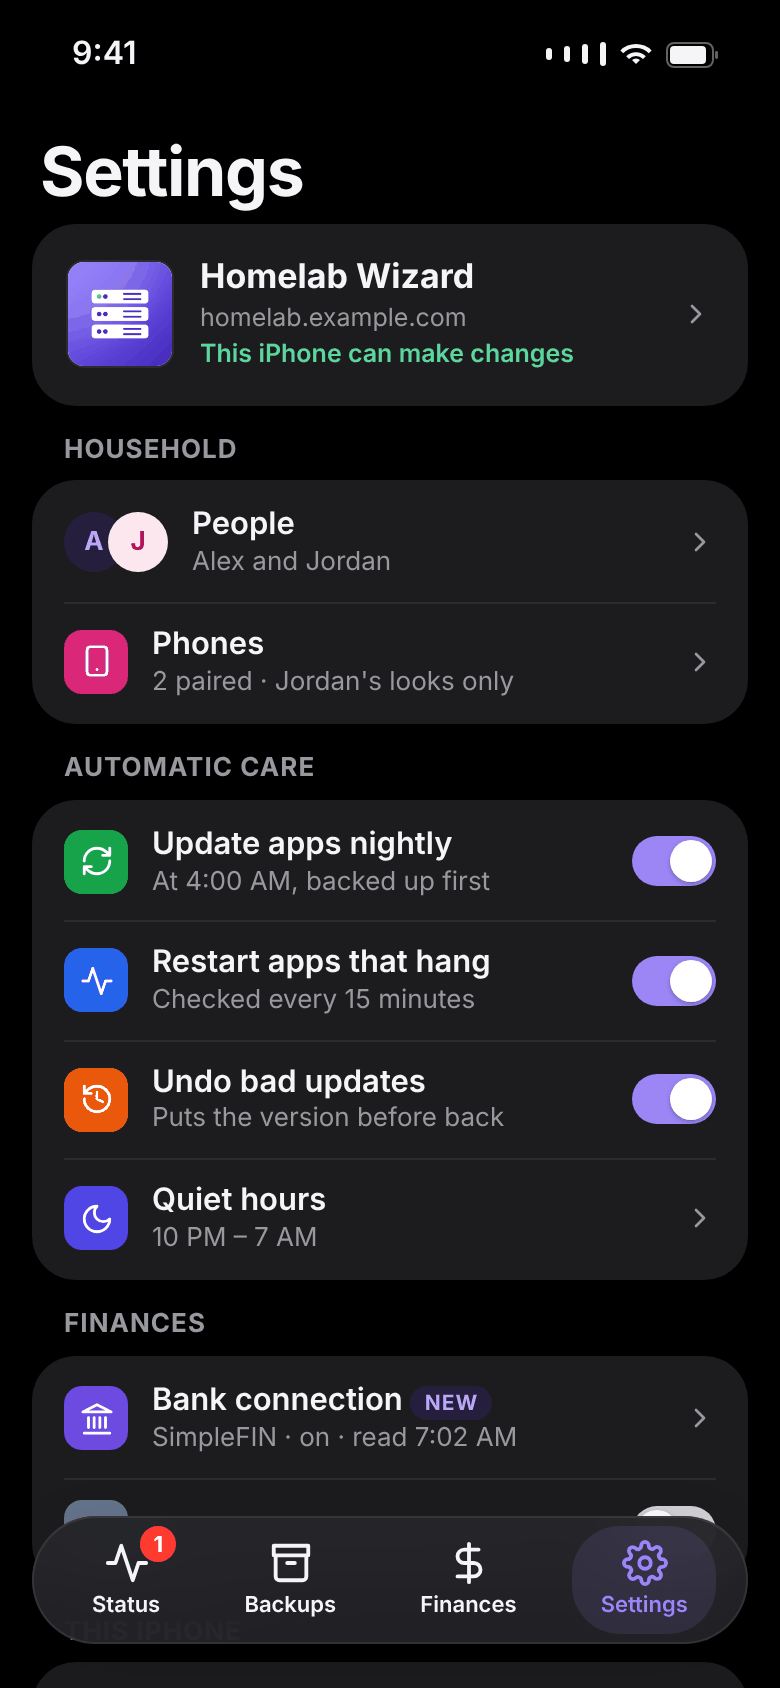 9:41
Settings
Homelab Wizard
homelab.example.com
This iPhone can make changes
HOUSEHOLD
A J
People
Alex and Jordan
Phones
2 paired · Jordan's looks only
AUTOMATIC CARE
Update apps nightly
At 4:00 AM, backed up first
Restart apps that hang
Checked every 15 minutes
Undo bad updates
Puts the version before back
Quiet hours
10 PM – 7 AM
FINANCES
Bank connection NEW
SimpleFIN · on · read 7:02 AM
1
Status Backups Finances Settings
THIS IPHONE